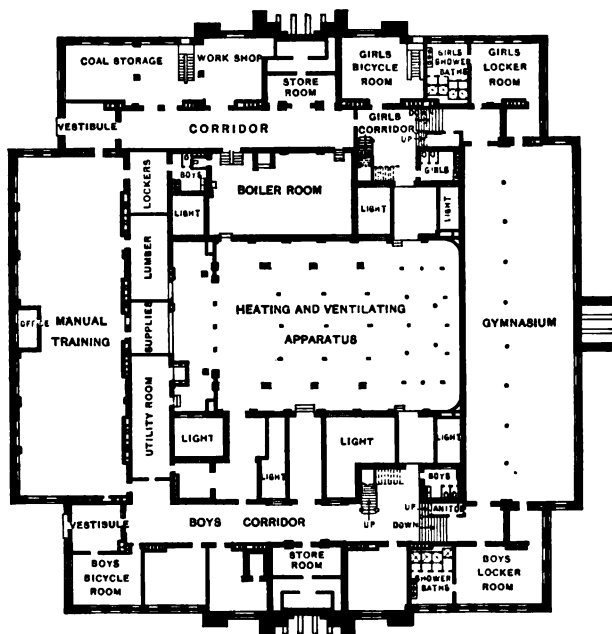 COAL STORAGE
WORK SHOP
STORE
ROOM
GIRLS
BICYCLE
ROOM
GIRLS
SHOWER
BATHS
GIRLS
LOCKER
ROOM
VESTIBULE
CORRIDOR
GIRLS
CORRIDOR
DOWN
UP
LOCKERS
BOYS
BOILER ROOM
GIRLS
LIGHT
LIGHT
LIGHT
LUMBER
OFFICE
MANUAL
TRAINING
SUPPLIES
HEATING AND VENTILATING
APPARATUS
GYMNASIUM
UTILITY ROOM
LIGHT
LIGHT
LIGHT
LIGHT
BOYS
VESTIBULE
BOYS CORRIDOR
UP
UP
DOWN
JANITOR
BOYS
BICYCLE
ROOM
STORE
ROOM
SHOWER
BATHS
BOYS
LOCKER
ROOM